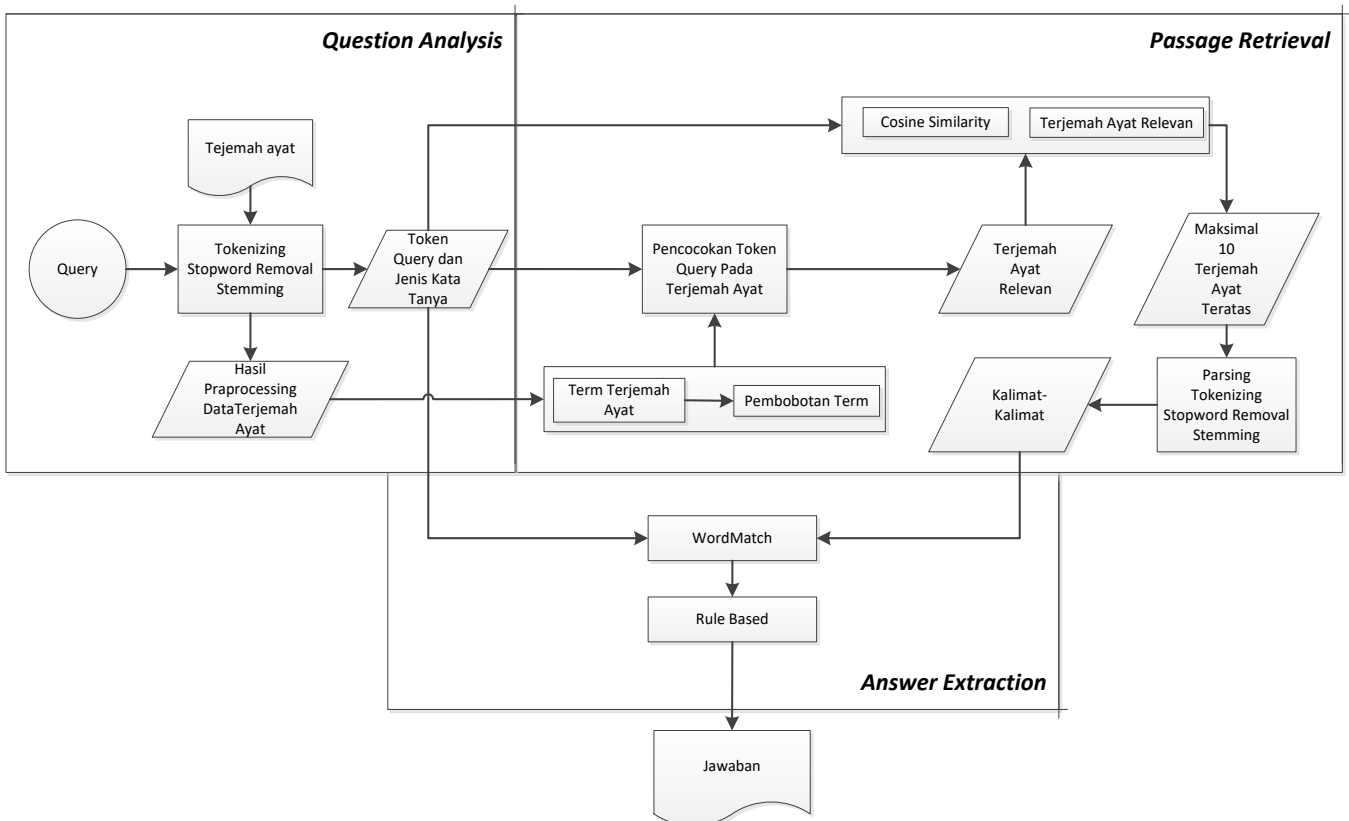 Question Analysis
Passage Retrieval
Tejemah ayat
Query
Tokenizing
Stopword Removal
Stemming
Token
Query dan
Jenis Kata
Tanya
Hasil
Praprocessing
DataTerjemah
Ayat
Cosine Similarity
Terjemah Ayat Relevan
Pencocokan Token
Query Pada
Terjemah Ayat
Terjemah
Ayat
Relevan
Maksimal
10
Terjemah
Ayat
Teratas
Term Terjemah
Ayat
Pembobotan Term
Kalimat-
Kalimat
Parsing
Tokenizing
Stopword Removal
Stemming
WordMatch
Rule Based
Answer Extraction
Jawaban